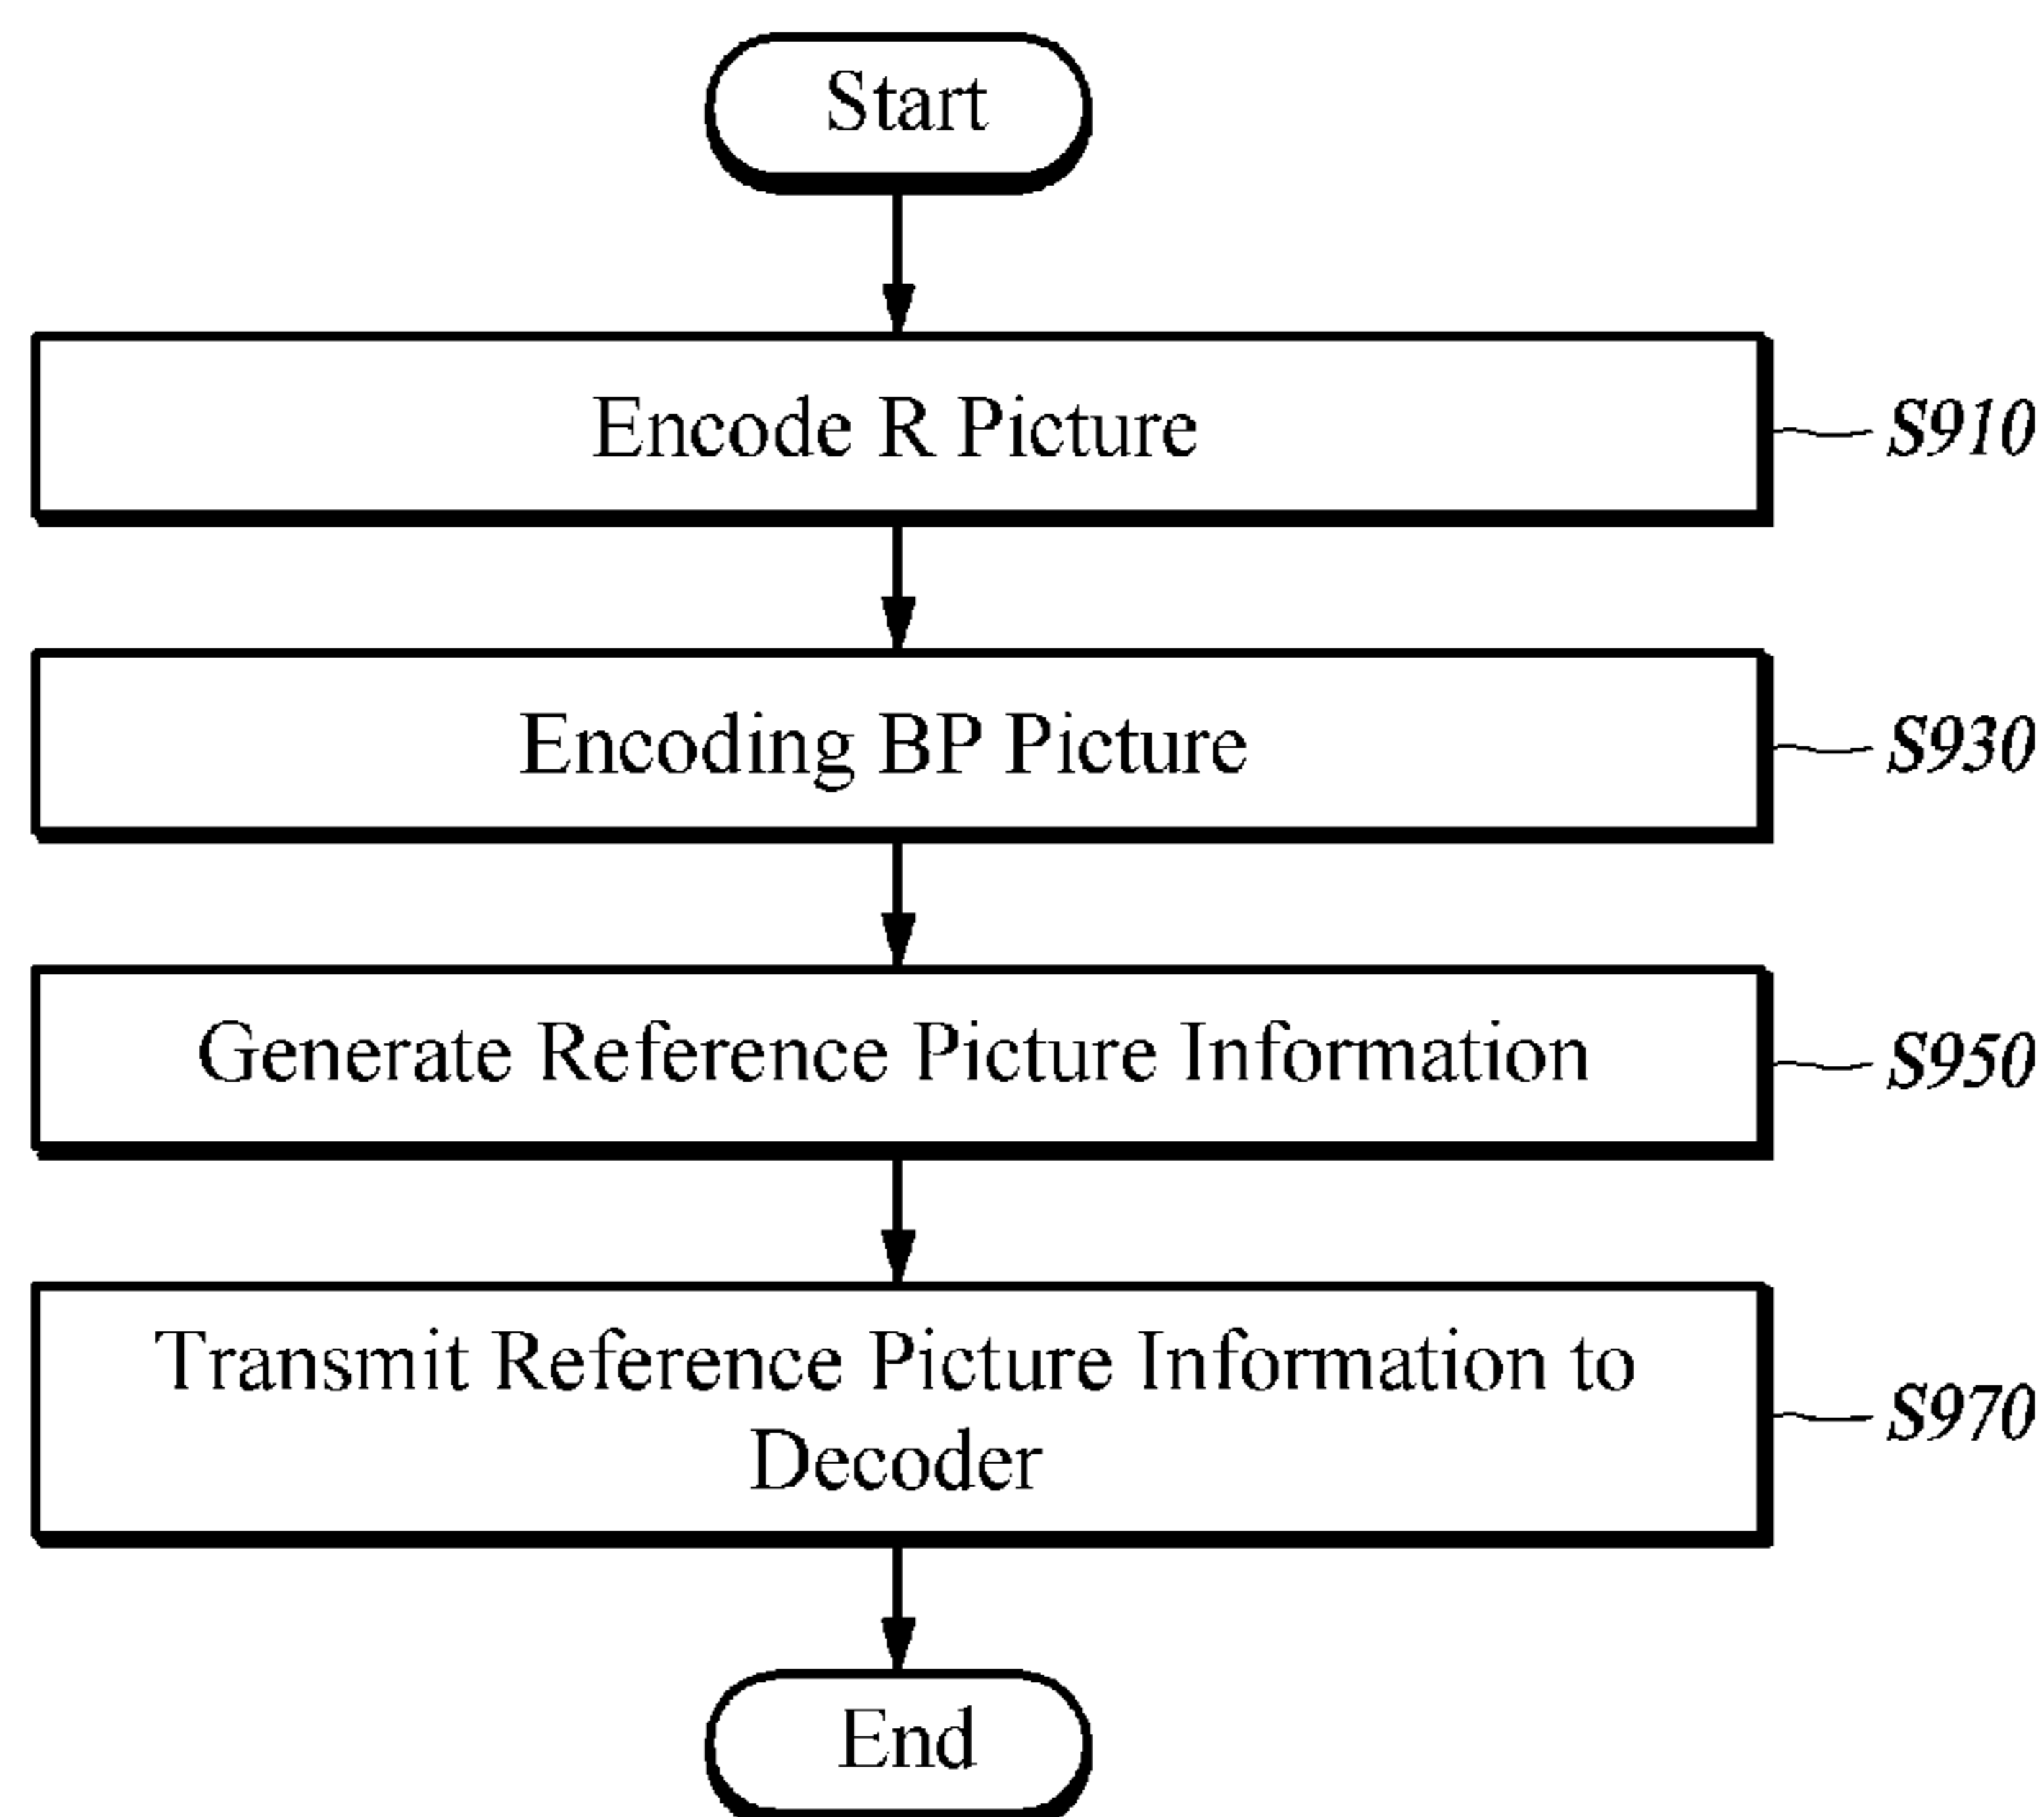 Start
Encode R Picture
S910
Encoding BP Picture
S930
Generate Reference Picture Information
S950
Transmit Reference Picture Information to
Decoder
S970
End